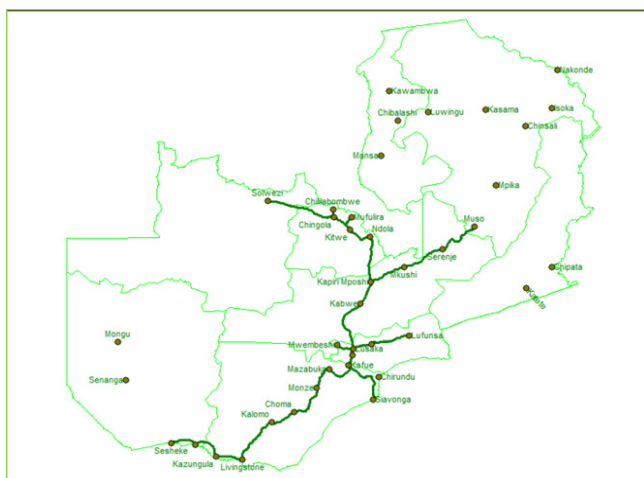 Nakonde
Kawambwa
Chibalashi
Luwingu
Kasama
Isoka
Chinsali
Mansa
Mpika
Solwezi
Chililabombwe
Mufulira
Chingola
Kitwe
Ndola
Muso
Serenje
Mkushi
Chipata
Kapiri Mposhi
Kabwe
Mongu
Mwembeshi
Lusaka
Lufunsa
Senanga
Mazabuka
Kafue
Chirundu
Monze
Siavonga
Choma
Kalomo
Sesheke
Kazungula
Livingstone